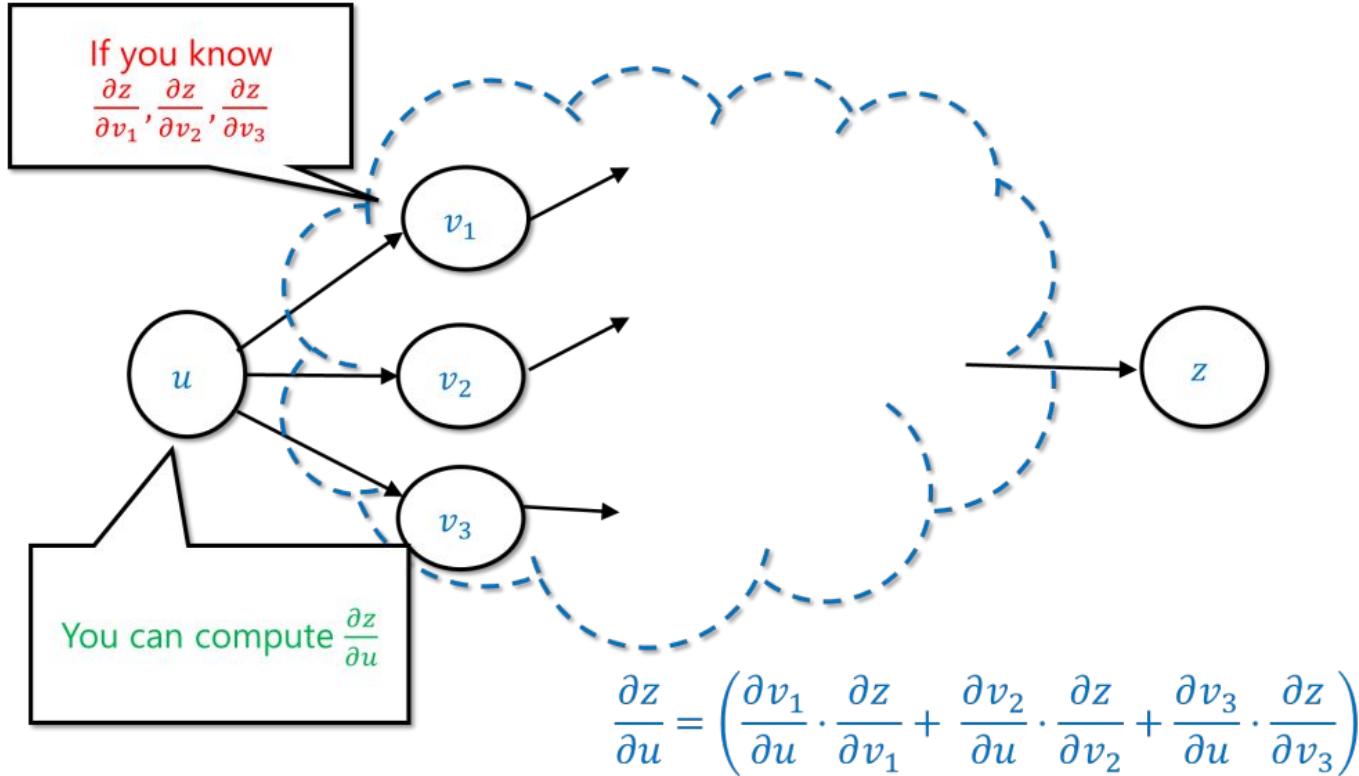 If you know
∂z/∂v₁, ∂z/∂v₂, ∂z/∂v₃
v₁
u
v₂
z
v₃
You can compute ∂z/∂u
∂z/∂u = (∂v₁/∂u · ∂z/∂v₁ + ∂v₂/∂u · ∂z/∂v₂ + ∂v₃/∂u · ∂z/∂v₃)